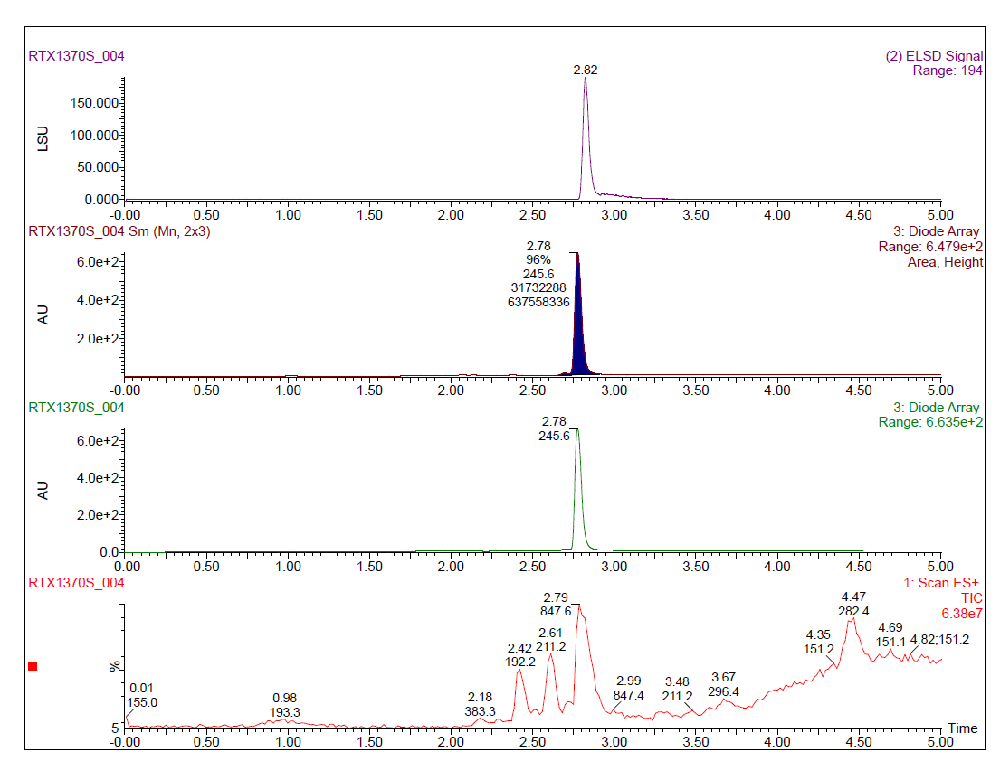 RTX1370S_004
(2) ELSD Signal
Range: 194
2.82
LSU
150.000
100.000
50.000
0.000
-0.00 0.50 1.00 1.50 2.00 2.50 3.00 3.50 4.00 4.50 5.00
RTX1370S_004 Sm (Mn, 2x3)
3: Diode Array
Range: 6.479e+2
Area, Height
2.78
96%
245.6
31732288
637558336
AU
6.0e+2
4.0e+2
2.0e+2
-0.00 0.50 1.00 1.50 2.00 2.50 3.00 3.50 4.00 4.50 5.00
RTX1370S_004
3: Diode Array
Range: 6.635e+2
2.78
245.6
AU
6.0e+2
4.0e+2
2.0e+2
0.0
-0.00 0.50 1.00 1.50 2.00 2.50 3.00 3.50 4.00 4.50 5.00
RTX1370S_004
1: Scan ES+
TIC
6.38e7
%
5
0.01
155.0
0.98
193.3
2.18
383.3
2.42
192.2
2.61
211.2
2.79
847.6
2.99
847.4
3.48
211.2
3.67
296.4
4.35
151.2
4.47
282.4
4.69
151.1
4.82;151.2
Time
-0.00 0.50 1.00 1.50 2.00 2.50 3.00 3.50 4.00 4.50 5.00